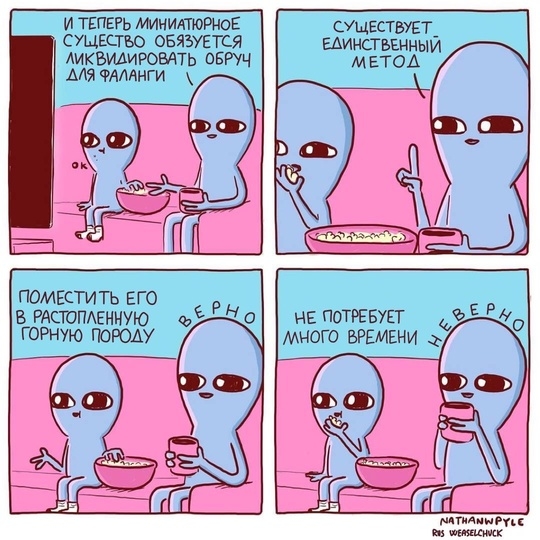 И ТЕПЕРЬ МИНИАТЮРНОЕ
СУЩЕСТВО ОБЯЗУЕТСЯ
ЛИКВИДИРОВАТЬ ОБРУЧ
ДЛЯ ФАЛАНГИ
OK
СУЩЕСТВУЕТ
ЕДИНСТВЕННЫЙ
МЕТОД
ПОМЕСТИТЬ ЕГО
В РАСТОПЛЕННУЮ
ГОРНУЮ ПОРОДУ
ВЕРНО
НЕ ПОТРЕБУЕТ
МНОГО ВРЕМЕНИ
НЕВЕРНО
NATHANWPYLE
RUS WEASELCHUCK